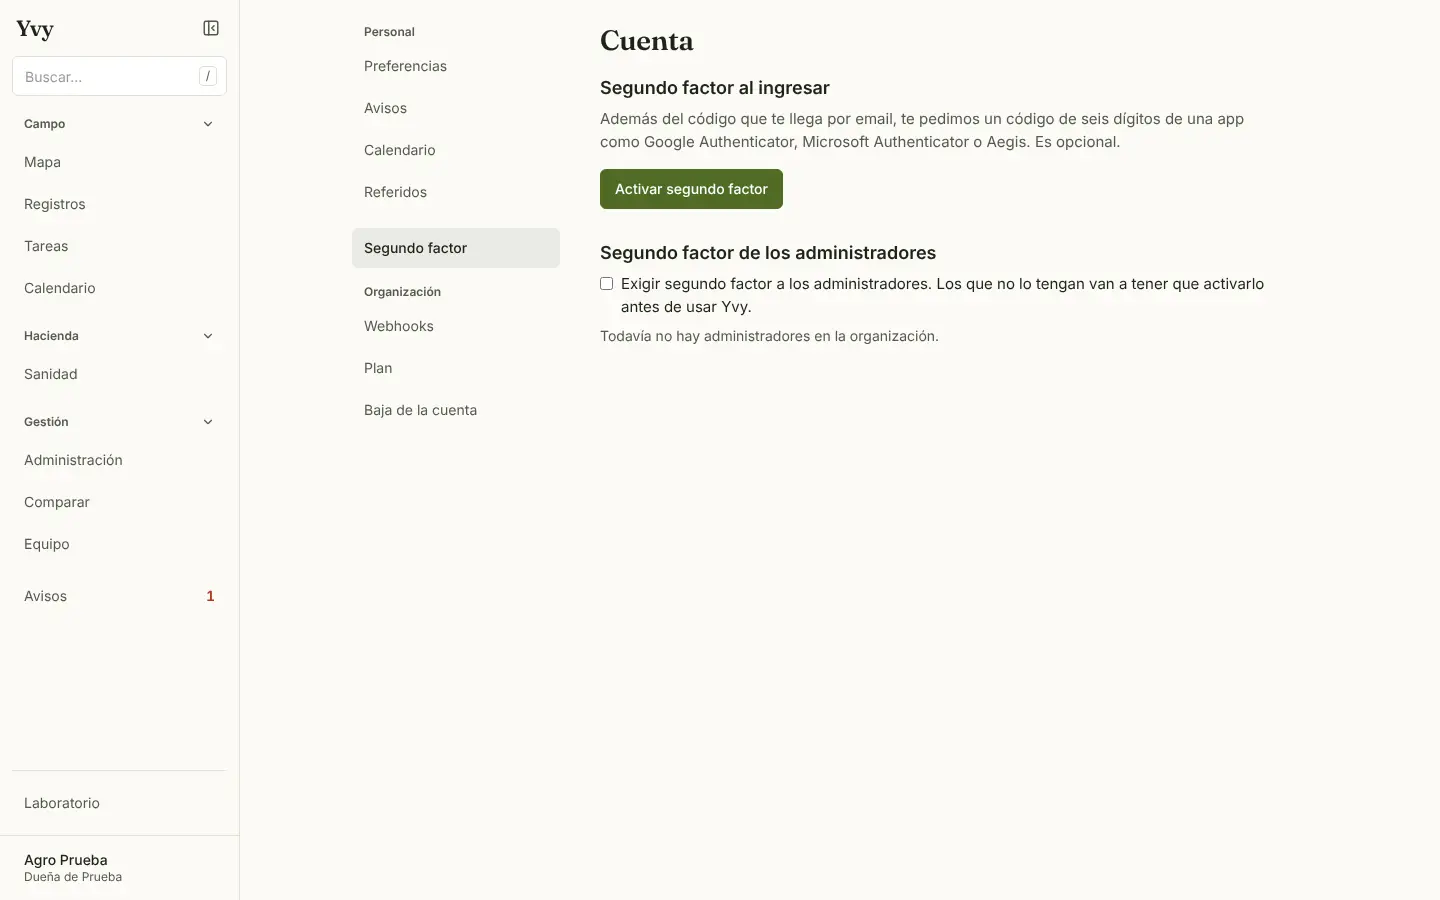 Yvy
Buscar...
/
Campo
Mapa
Registros
Tareas
Calendario
Hacienda
Sanidad
Gestión
Administración
Comparar
Equipo
Avisos 1
Laboratorio
Agro Prueba
Dueña de Prueba
Personal
Preferencias
Avisos
Calendario
Referidos
Segundo factor
Organización
Webhooks
Plan
Baja de la cuenta
Cuenta
Segundo factor al ingresar
Además del código que te llega por email, te pedimos un código de seis dígitos de una app
como Google Authenticator, Microsoft Authenticator o Aegis. Es opcional.
Activar segundo factor
Segundo factor de los administradores
Exigir segundo factor a los administradores. Los que no lo tengan van a tener que activarlo
antes de usar Yvy.
Todavía no hay administradores en la organización.